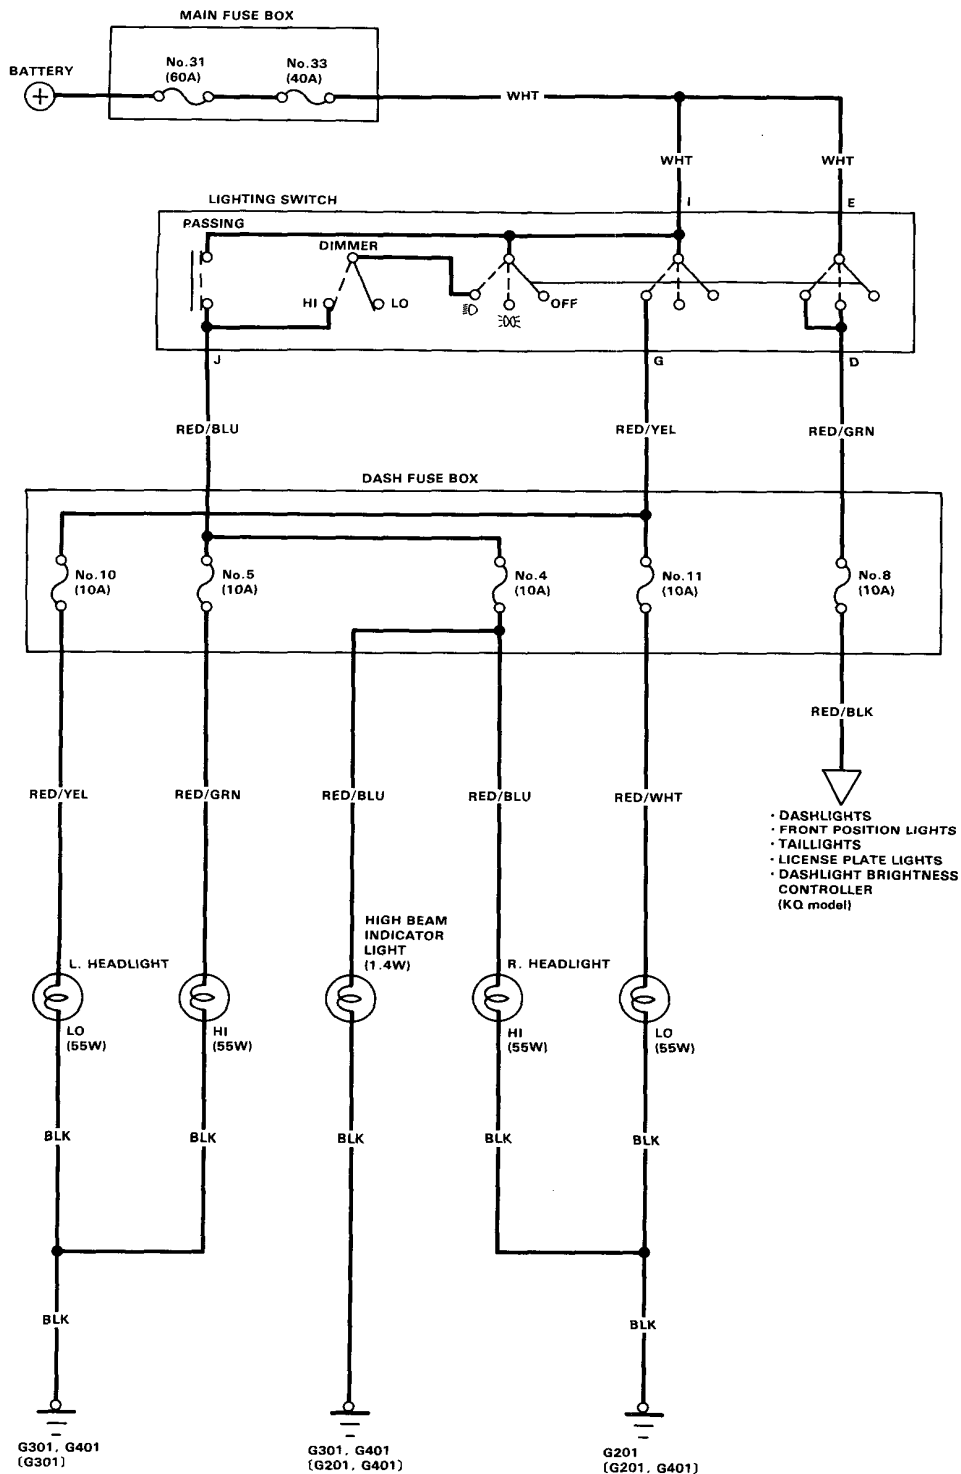 MAIN FUSE BOX
BATTERY
No.31
(60A)
No.33
(40A)
WHT
WHT
WHT
LIGHTING SWITCH
I
E
PASSING
DIMMER
HI
LO
OFF
J
G
D
RED/BLU
RED/YEL
RED/GRN
DASH FUSE BOX
No.10
(10A)
No.5
(10A)
No.4
(10A)
No.11
(10A)
No.8
(10A)
RED/BLK
RED/YEL
RED/GRN
RED/BLU
RED/BLU
RED/WHT
· DASHLIGHTS
· FRONT POSITION LIGHTS
· TAILLIGHTS
· LICENSE PLATE LIGHTS
· DASHLIGHT BRIGHTNESS
CONTROLLER
(KQ model)
HIGH BEAM
INDICATOR
LIGHT
(1.4W)
L. HEADLIGHT
R. HEADLIGHT
LO
(55W)
HI
(55W)
HI
(55W)
LO
(55W)
BLK
BLK
BLK
BLK
BLK
BLK
BLK
G301, G401
(G301)
G301, G401
(G201, G401)
G201
(G201, G401)